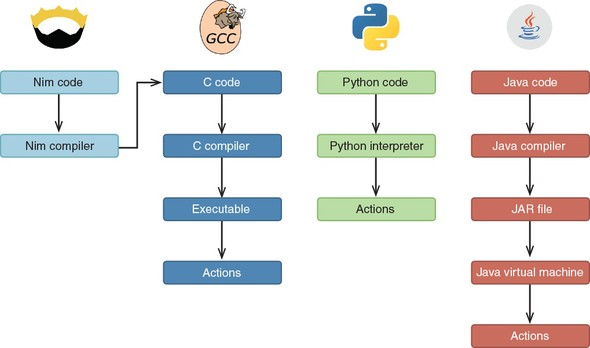 GCC
Nim code
Nim compiler
C code
C compiler
Executable
Actions
Python code
Python interpreter
Actions
Java code
Java compiler
JAR file
Java virtual machine
Actions